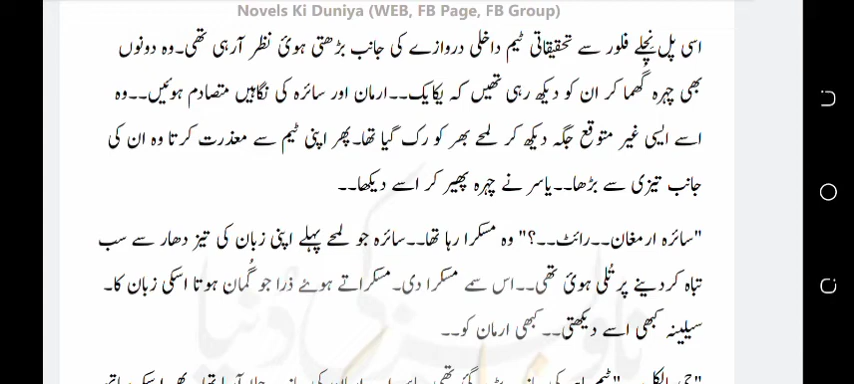 Novels Ki Duniya (WEB, FB Page, FB Group)
اسی پل نِچلے فلور سے تحقیقاتی ٹیم داخلی دروازے کی جانب بڑھتی ہوئ نظر آرہی تھی۔وہ دونوں
بھی چہرہ گھما کر ان کو دیکھ رہی تھیں کہ یکایک۔۔ارمان اور سائرہ کی نگاہیں متصادم ہوئیں۔۔وہ
اسے ایسی غیر متوقع جگہ دیکھ کر لمحے بھر کو رک گیا تھا۔پھر اپنی ٹیم سے معذرت کرتا وہ ان کی
جانب تیزی سے بڑھا۔۔یاسر نے چہرہ پھیر کر اسے دیکھا۔۔
"سائرہ ارمغان۔۔رائٹ۔۔؟" وہ مسکرا رہا تھا۔۔سائرہ جو لمحے پہلے اپنی زبان کی تیز دھار سے سب
تباہ کردینے پر تُلی ہوئ تھی۔۔اس سمے مسکرا دی۔مسکراتے ہوئے ذرا جو گُمان ہوتا اسکی زبان کا۔
سیلینہ کبھی اسے دیکھتی۔۔کبھی ارمان کو۔۔